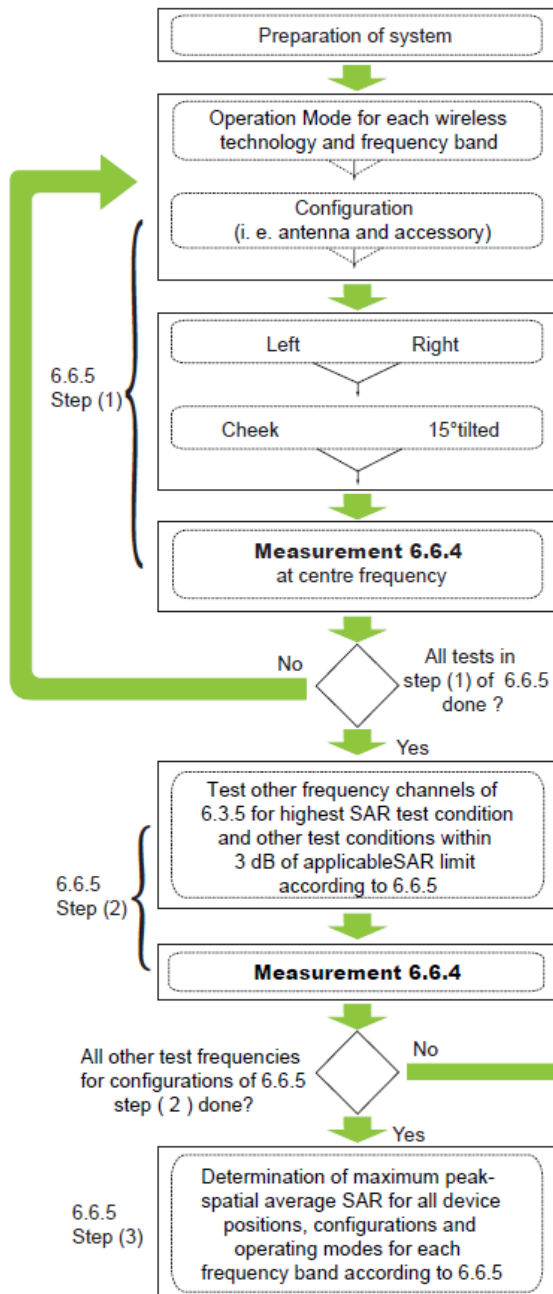 Preparation of system
Operation Mode for each wireless
technology and frequency band
Configuration
(i. e. antenna and accessory)
6.6.5
Step (1)
Left Right
Cheek 15°tilted
Measurement 6.6.4
at centre frequency
No
All tests in
step (1) of 6.6.5
done ?
Yes
Test other frequency channels of
6.3.5 for highest SAR test condition
and other test conditions within
3 dB of applicableSAR limit
according to 6.6.5
6.6.5
Step (2)
Measurement 6.6.4
All other test frequencies
for configurations of 6.6.5
step ( 2 ) done?
No
Yes
6.6.5
Step (3)
Determination of maximum peak-
spatial average SAR for all device
positions, configurations and
operating modes for each
frequency band according to 6.6.5